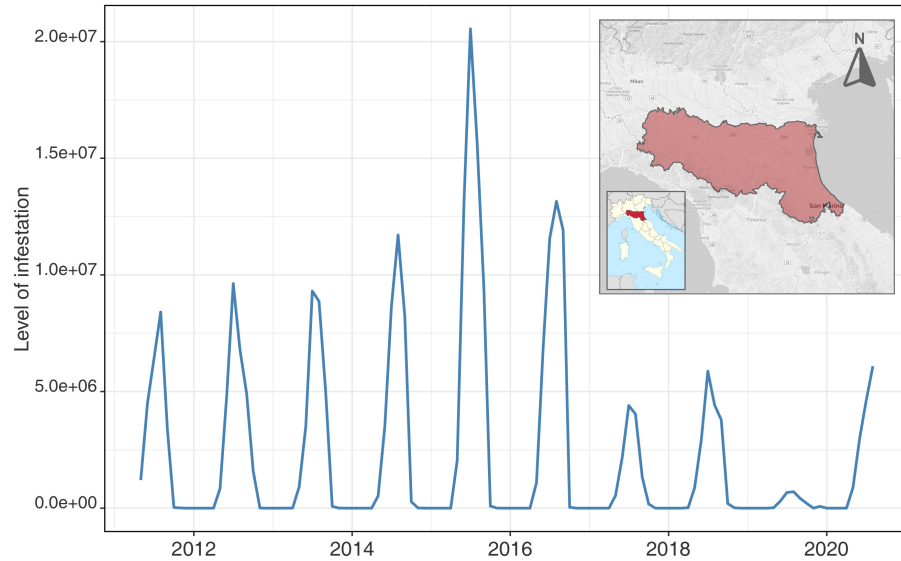 2.0e+07
1.5e+07
1.0e+07
5.0e+06
0.0e+00
Level of infestation
2012
2014
2016
2018
2020
N
Milan
San Marino